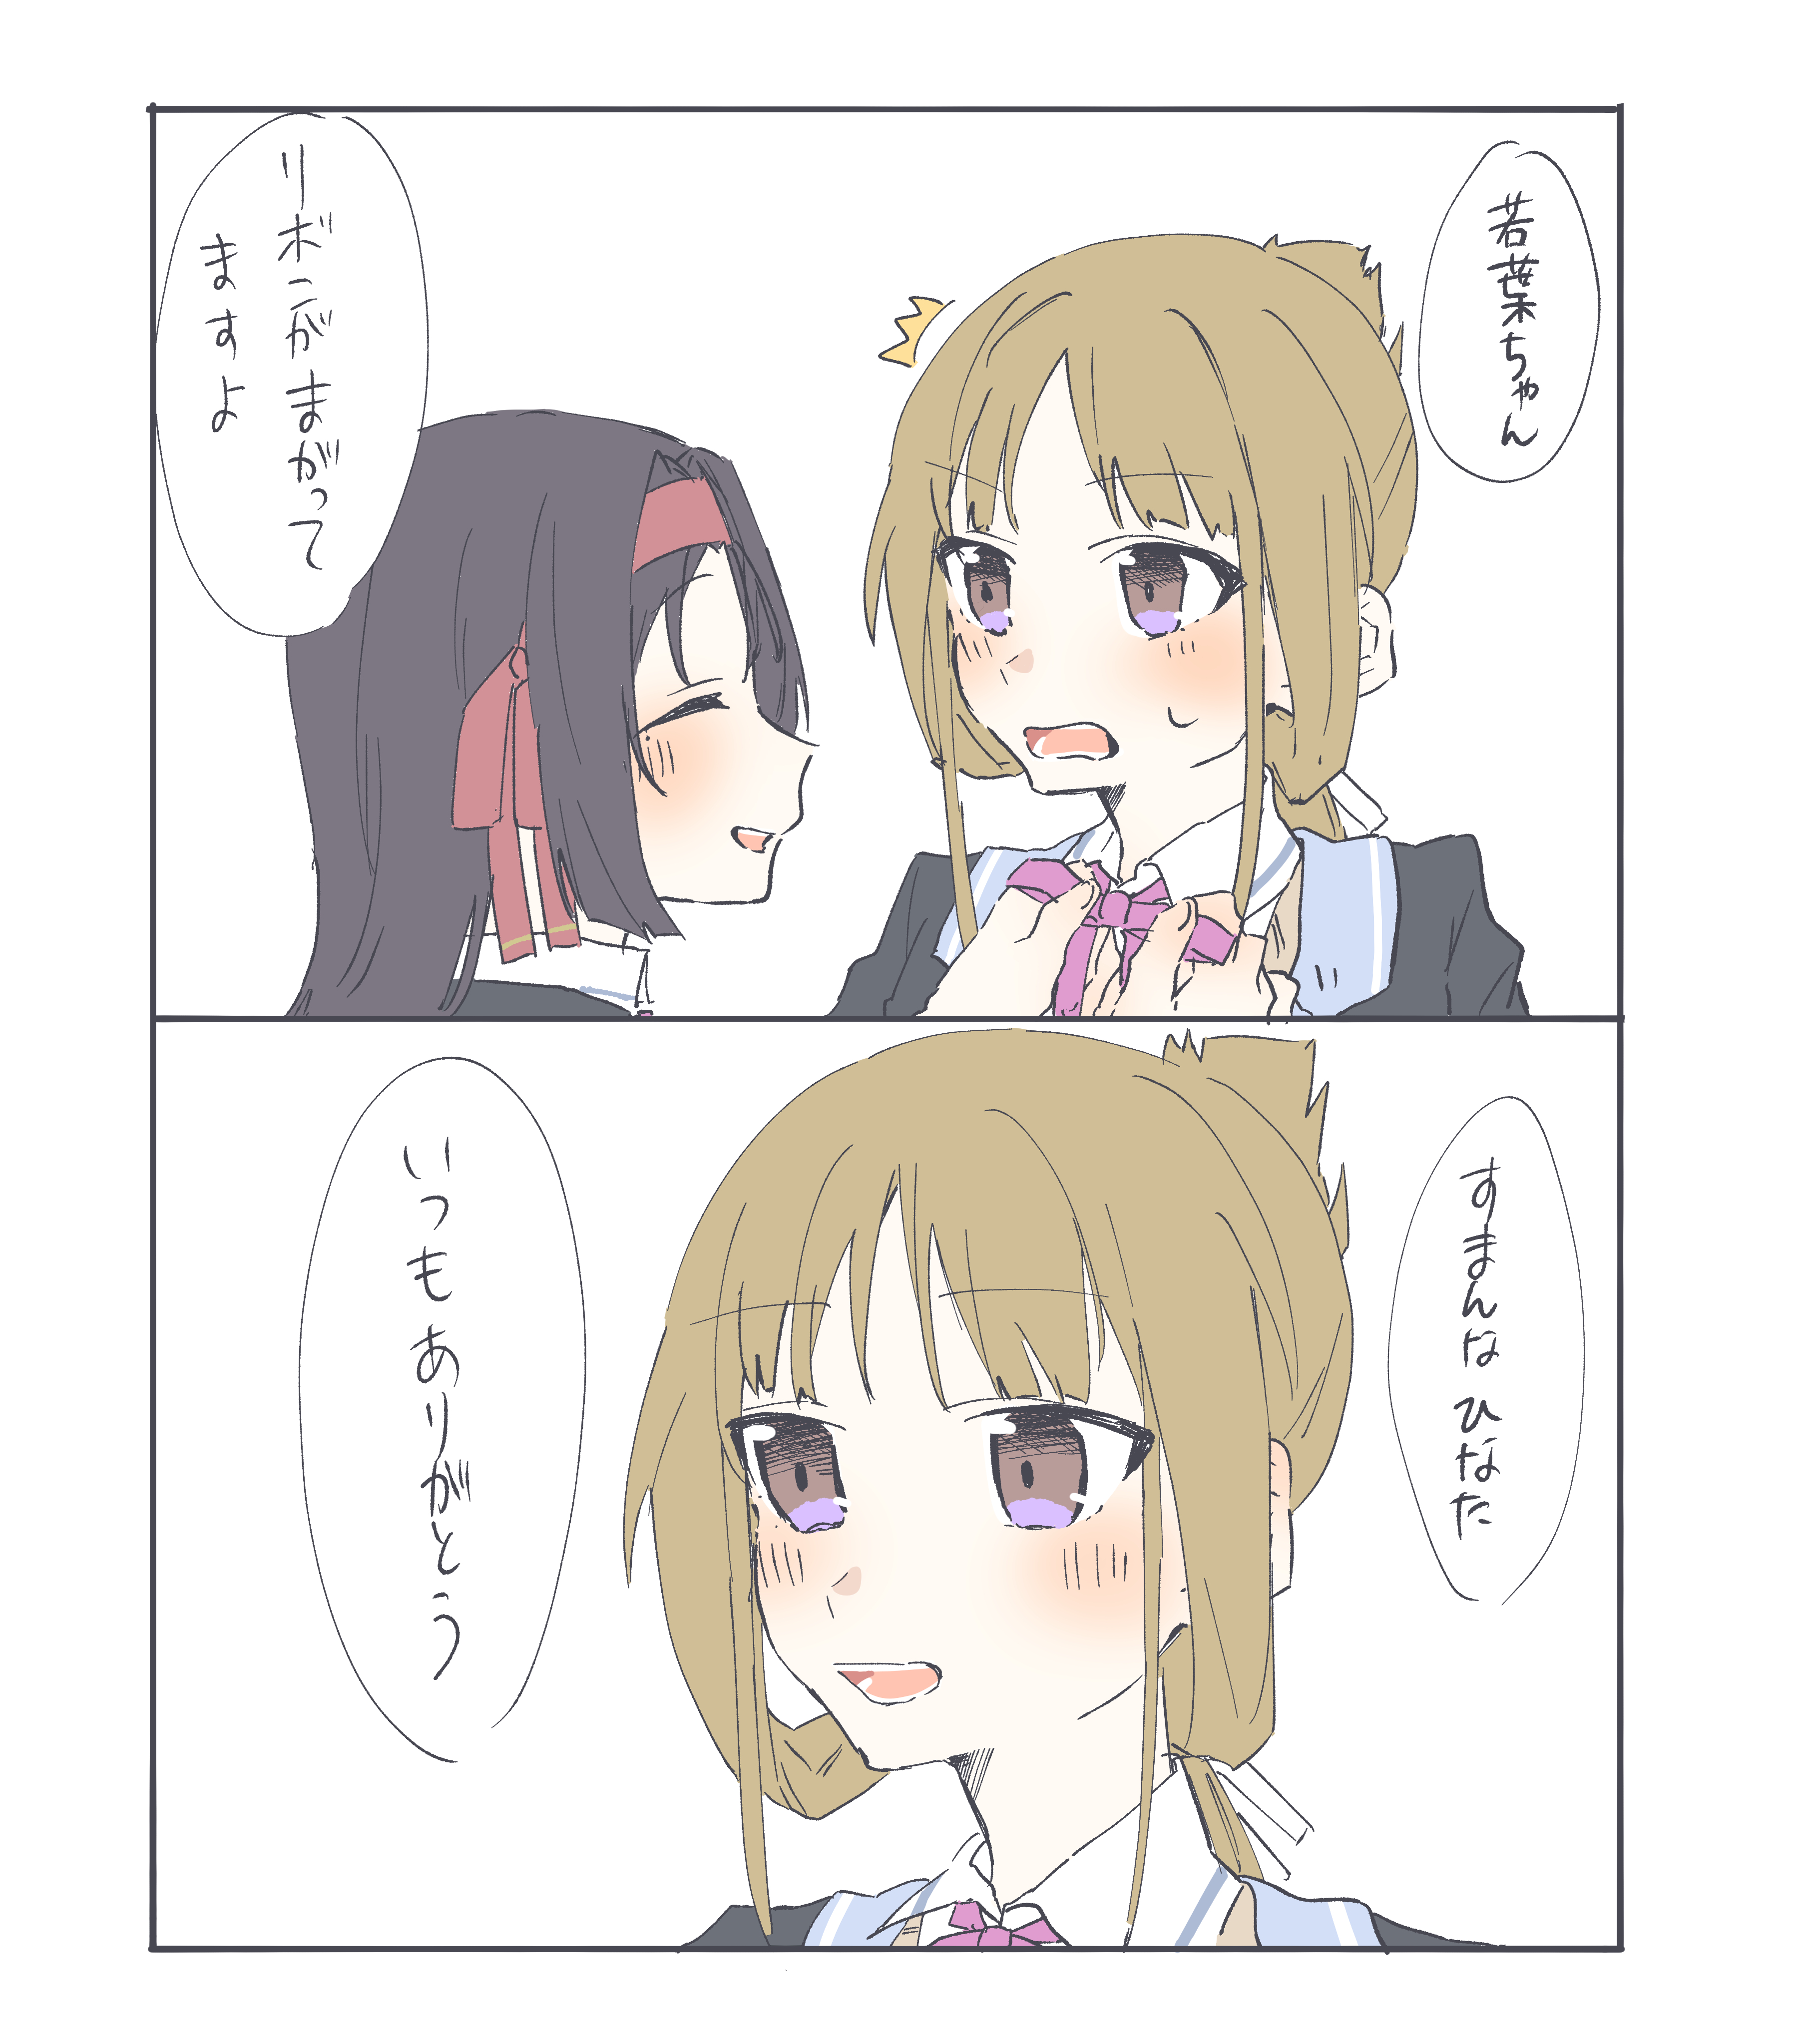 若葉ちゃん
リボンがまがって
ますよ
すまんな ひなた
いつもありがとう